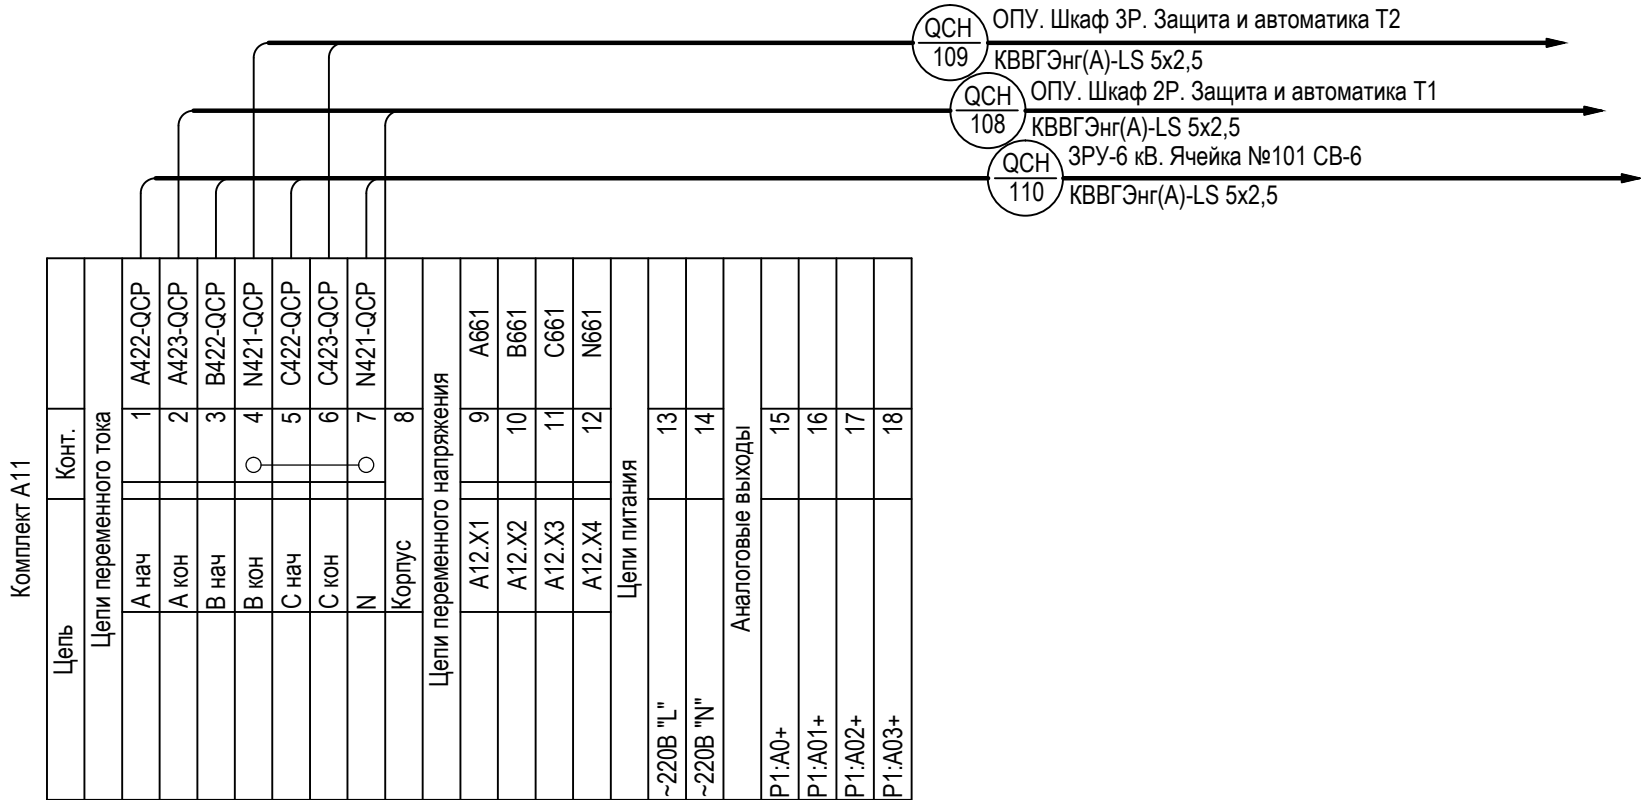 QCH
109
ОПУ. Шкаф 3Р. Защита и автоматика Т2
КВВГЭнг(А)-LS 5х2,5
QCH
108
ОПУ. Шкаф 2Р. Защита и автоматика Т1
КВВГЭнг(А)-LS 5х2,5
QCH
110
ЗРУ-6 кВ. Ячейка №101 СВ-6
КВВГЭнг(А)-LS 5х2,5
Комплект А11
Цепь Конт.
Цепи переменного тока
А нач 1 A422-QCP
А кон 2 A423-QCP
В нач 3 B422-QCP
В кон 4 N421-QCP
С нач 5 C422-QCP
С кон 6 C423-QCP
N 7 N421-QCP
Корпус 8
Цепи переменного напряжения
A12.X1 9 A661
A12.X2 10 B661
A12.X3 11 C661
A12.X4 12 N661
Цепи питания
~220В "L" 13
~220В "N" 14
Аналоговые выходы
P1:A0+ 15
P1:A01+ 16
P1:A02+ 17
P1:A03+ 18